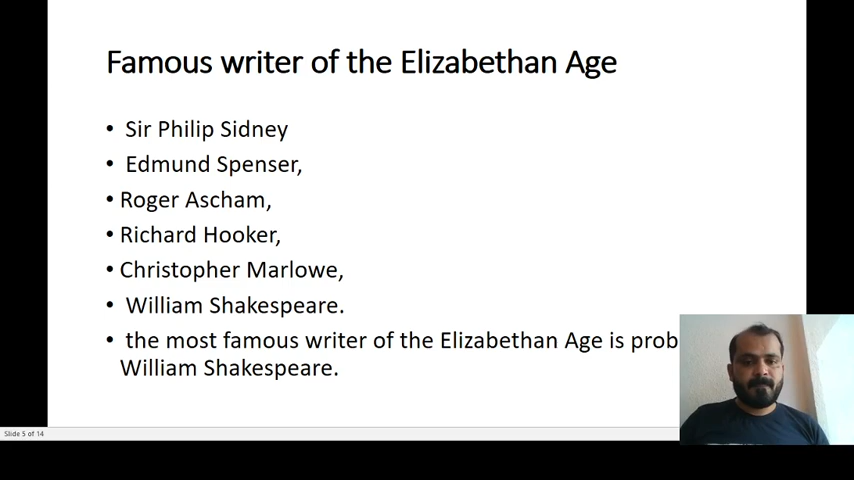 Famous writer of the Elizabethan Age
• Sir Philip Sidney
• Edmund Spenser,
• Roger Ascham,
• Richard Hooker,
• Christopher Marlowe,
• William Shakespeare.
• the most famous writer of the Elizabethan Age is prob
William Shakespeare.
Slide 5 of 14